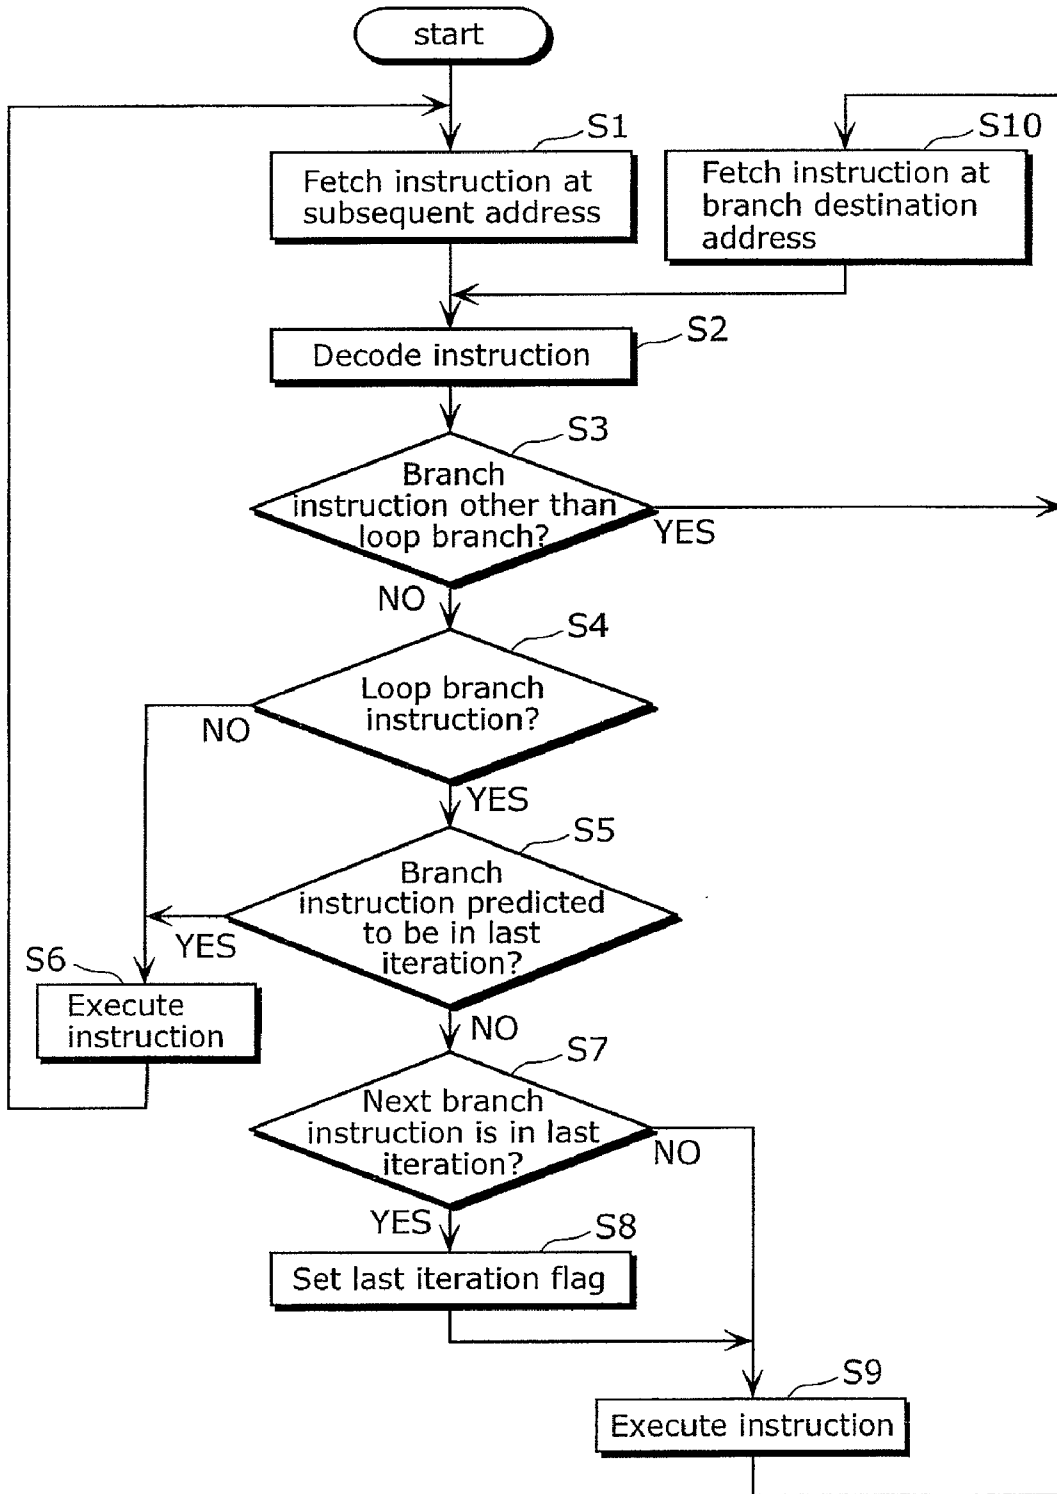 start
S1
Fetch instruction at
subsequent address
S10
Fetch instruction at
branch destination
address
S2
Decode instruction
S3
Branch
instruction other than
loop branch?
YES
NO
S4
Loop branch
instruction?
NO
YES
S5
Branch
instruction predicted
to be in last
iteration?
YES
NO
S6
Execute
instruction
S7
Next branch
instruction is in last
iteration?
NO
YES
S8
Set last iteration flag
S9
Execute instruction